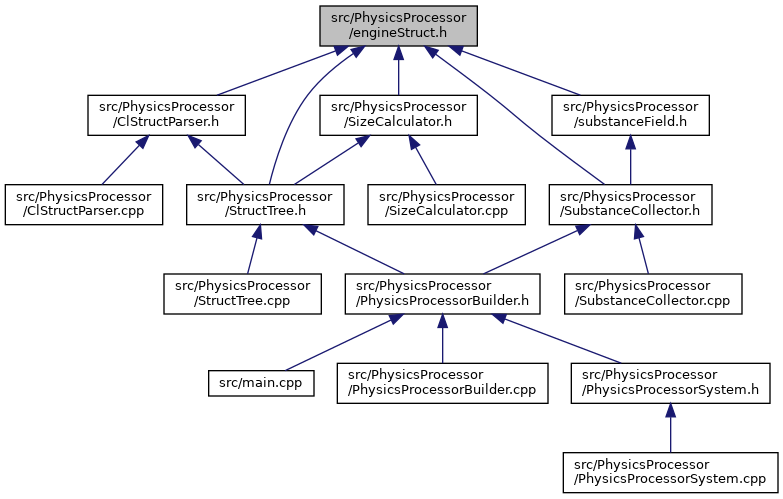 src/PhysicsProcessor
/engineStruct.h
src/PhysicsProcessor
/ClStructParser.h
src/PhysicsProcessor
/SizeCalculator.h
src/PhysicsProcessor
/substanceField.h
src/PhysicsProcessor
/ClStructParser.cpp
src/PhysicsProcessor
/StructTree.h
src/PhysicsProcessor
/SizeCalculator.cpp
src/PhysicsProcessor
/SubstanceCollector.h
src/PhysicsProcessor
/StructTree.cpp
src/PhysicsProcessor
/PhysicsProcessorBuilder.h
src/PhysicsProcessor
/SubstanceCollector.cpp
src/main.cpp
src/PhysicsProcessor
/PhysicsProcessorBuilder.cpp
src/PhysicsProcessor
/PhysicsProcessorSystem.h
src/PhysicsProcessor
/PhysicsProcessorSystem.cpp